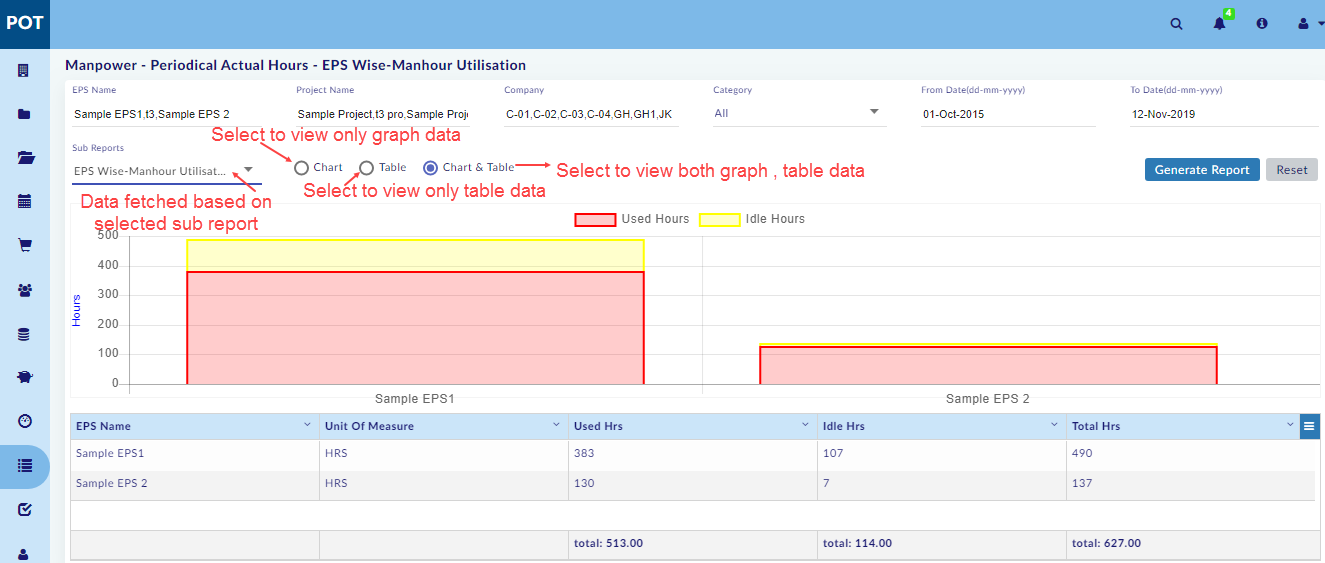 POT
4
Manpower - Periodical Actual Hours - EPS Wise-Manhour Utilisation
EPS Name Project Name Company Category From Date(dd-mm-yyyy) To Date(dd-mm-yyyy)
Sample EPS1,t3,Sample EPS 2 Sample Project,t3 pro,Sample Proj C-01,C-02,C-03,C-04,GH,GH1,JK All 01-Oct-2015 12-Nov-2019
Select to view only graph data
Sub Reports
EPS Wise-Manhour Utilisat... Chart Table Chart & Table Select to view both graph , table data Generate Report Reset
Select to view only table data
Data fetched based on
selected sub report
Used Hours Idle Hours
500
400
300
200
100
0
Hours
Sample EPS1 Sample EPS 2
EPS Name Unit Of Measure Used Hrs Idle Hrs Total Hrs
Sample EPS1 HRS 383 107 490
Sample EPS 2 HRS 130 7 137
total: 513.00 total: 114.00 total: 627.00